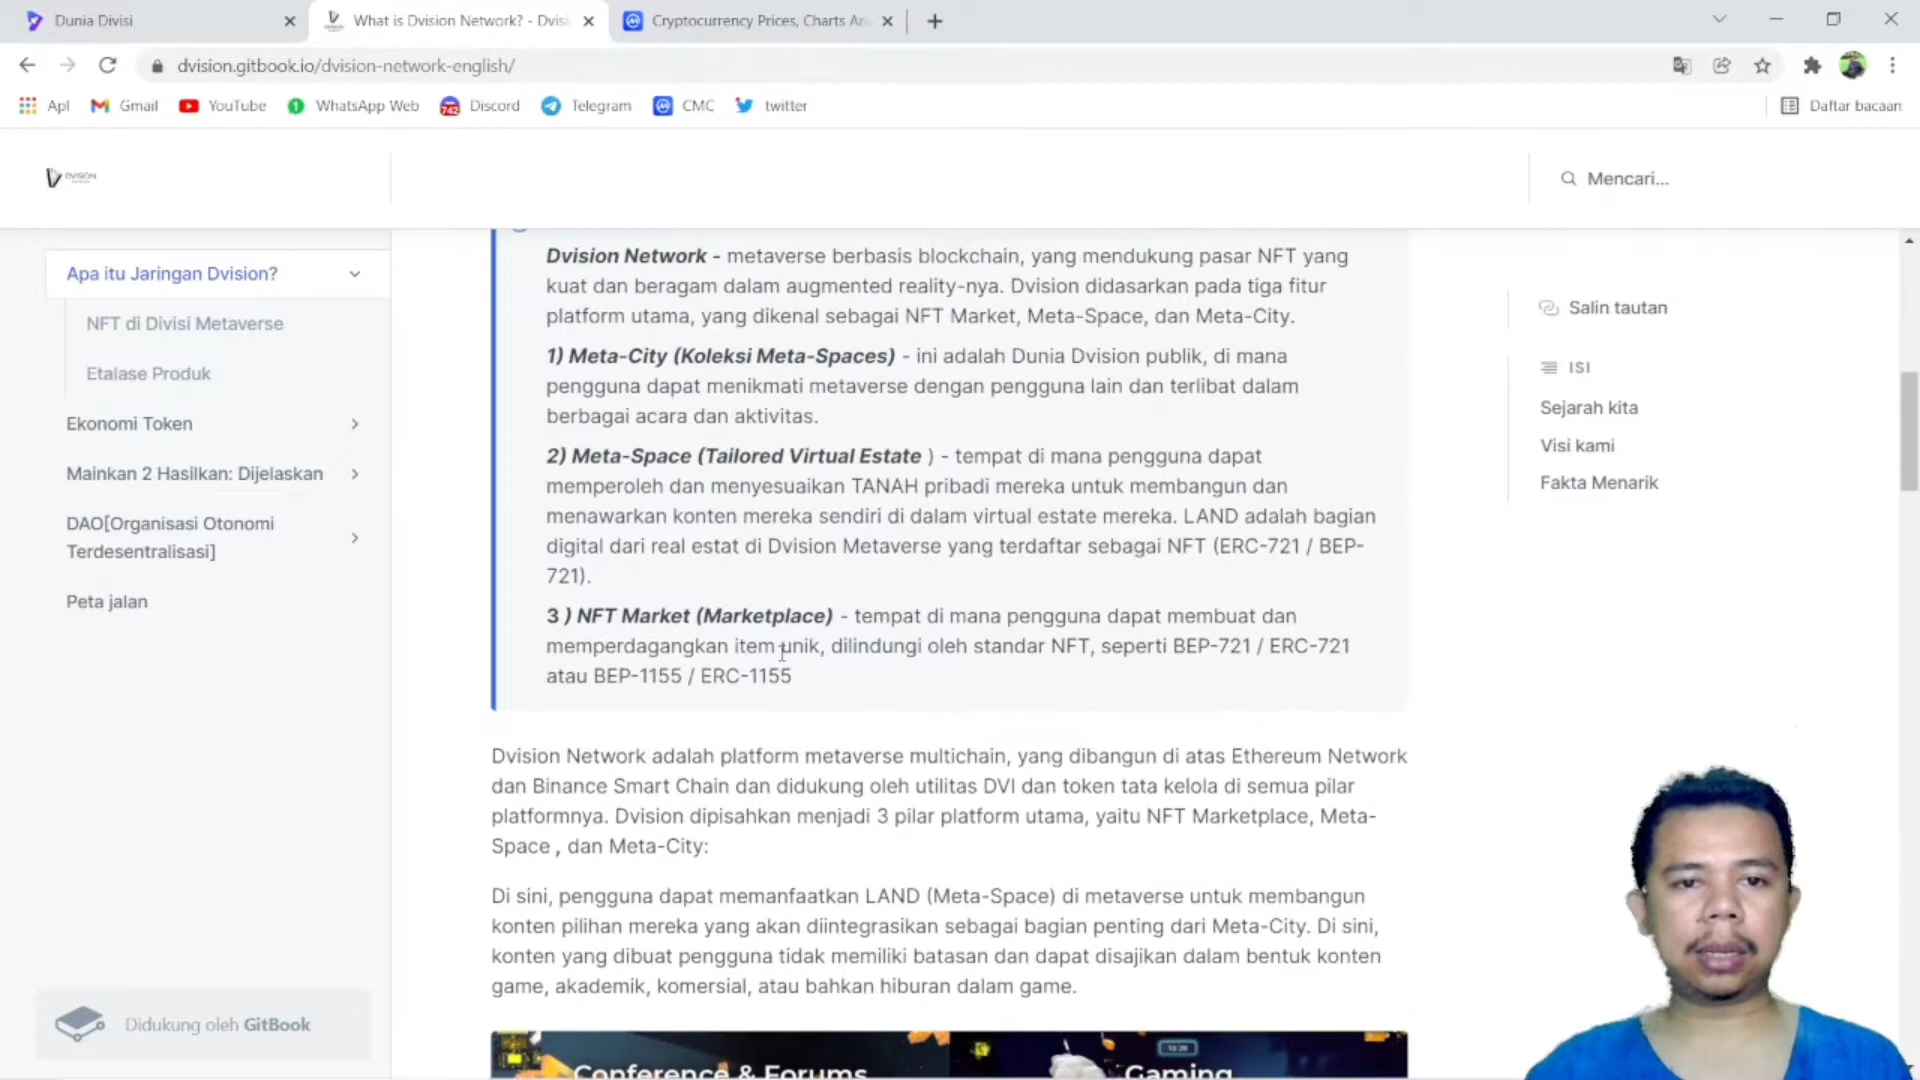 Dunia Divisi
What is Dvision Network? - Dvisi
Cryptocurrency Prices, Charts An
dvision.gitbook.io/dvision-network-english/
Apl
Gmail
YouTube
1
WhatsApp Web
742
Discord
Telegram
CMC
twitter
Daftar bacaan
DVISION
Mencari...
Apa itu Jaringan Dvision?
NFT di Divisi Metaverse
Etalase Produk
Ekonomi Token
Mainkan 2 Hasilkan: Dijelaskan
DAO[Organisasi Otonomi
Terdesentralisasi]
Peta jalan
Didukung oleh GitBook
Dvision Network - metaverse berbasis blockchain, yang mendukung pasar NFT yang
kuat dan beragam dalam augmented reality-nya. Dvision didasarkan pada tiga fitur
platform utama, yang dikenal sebagai NFT Market, Meta-Space, dan Meta-City.
1) Meta-City (Koleksi Meta-Spaces) - ini adalah Dunia Dvision publik, di mana
pengguna dapat menikmati metaverse dengan pengguna lain dan terlibat dalam
berbagai acara dan aktivitas.
2) Meta-Space (Tailored Virtual Estate ) - tempat di mana pengguna dapat
memperoleh dan menyesuaikan TANAH pribadi mereka untuk membangun dan
menawarkan konten mereka sendiri di dalam virtual estate mereka. LAND adalah bagian
digital dari real estat di Dvision Metaverse yang terdaftar sebagai NFT (ERC-721 / BEP-
721).
3 ) NFT Market (Marketplace) - tempat di mana pengguna dapat membuat dan
memperdagangkan item unik, dilindungi oleh standar NFT, seperti BEP-721 / ERC-721
atau BEP-1155 / ERC-1155
Dvision Network adalah platform metaverse multichain, yang dibangun di atas Ethereum Network
dan Binance Smart Chain dan didukung oleh utilitas DVI dan token tata kelola di semua pilar
platformnya. Dvision dipisahkan menjadi 3 pilar platform utama, yaitu NFT Marketplace, Meta-
Space , dan Meta-City:
Di sini, pengguna dapat memanfaatkan LAND (Meta-Space) di metaverse untuk membangun
konten pilihan mereka yang akan diintegrasikan sebagai bagian penting dari Meta-City. Di sini,
konten yang dibuat pengguna tidak memiliki batasan dan dapat disajikan dalam bentuk konten
game, akademik, komersial, atau bahkan hiburan dalam game.
Conference & Forums
Gaming
Salin tautan
ISI
Sejarah kita
Visi kami
Fakta Menarik